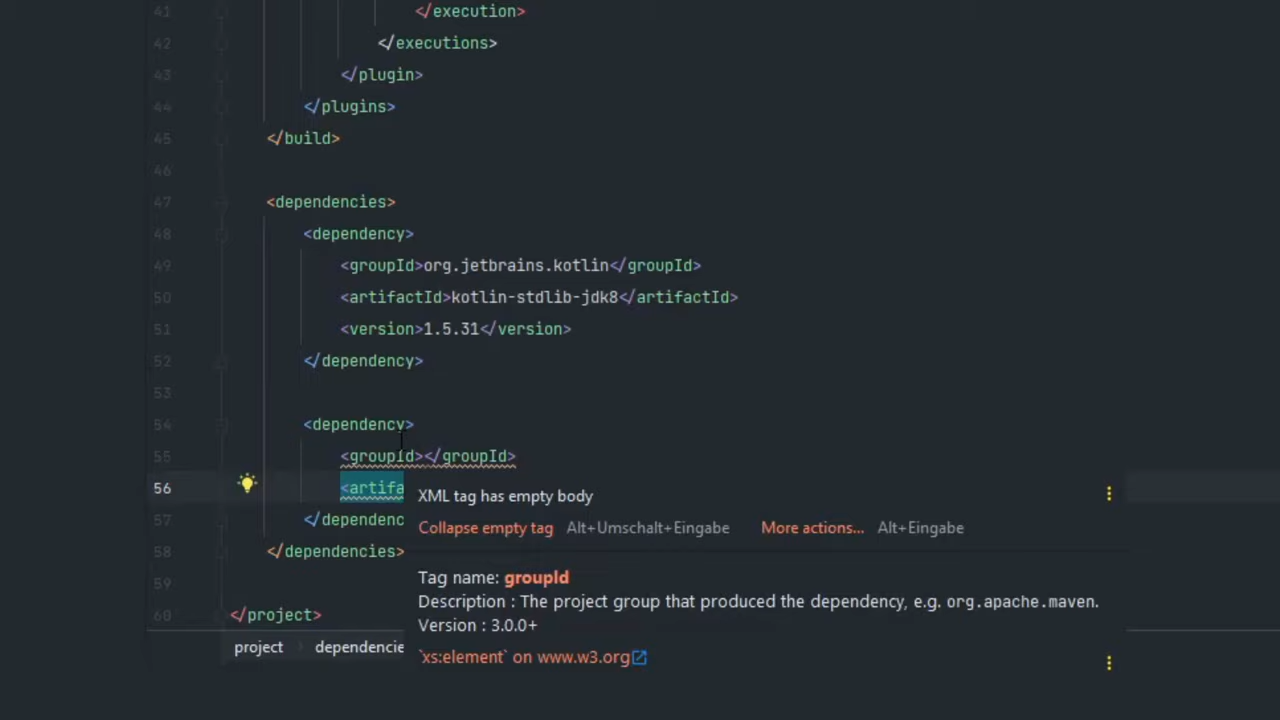 41 </execution>
42 </executions>
43 </plugin>
44 </plugins>
45 </build>
46
47 <dependencies>
48 <dependency>
49 <groupId>org.jetbrains.kotlin</groupId>
50 <artifactId>kotlin-stdlib-jdk8</artifactId>
51 <version>1.5.31</version>
52 </dependency>
53
54 <dependency>
55 <groupId></groupId>
56 <artifa
XML tag has empty body
57 </dependenc
Collapse empty tag Alt+Umschalt+Eingabe More actions... Alt+Eingabe
58 </dependencies>
59
Tag name: groupId
Description : The project group that produced the dependency, e.g. org.apache.maven.
60 </project>
Version : 3.0.0+
project dependencie
`xs:element` on www.w3.org